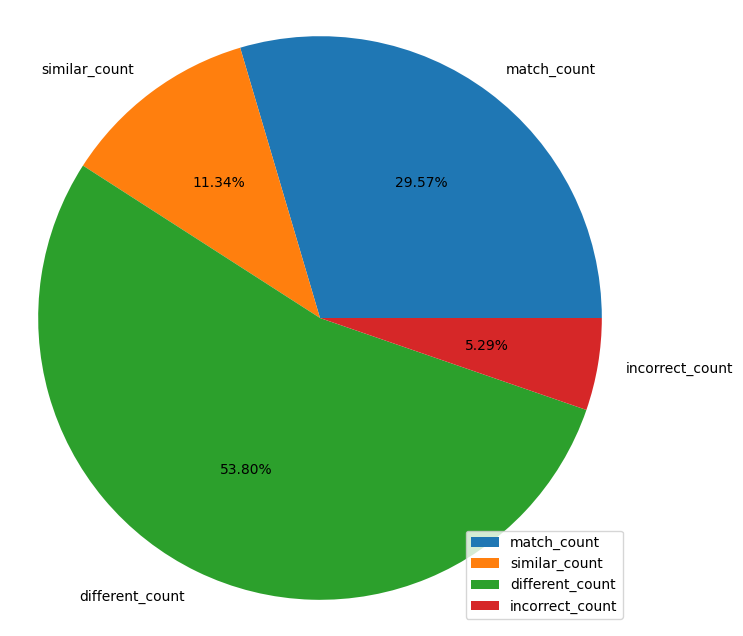 similar_count
match_count
11.34%
29.57%
5.29%
incorrect_count
53.80%
different_count
match_count
similar_count
different_count
incorrect_count